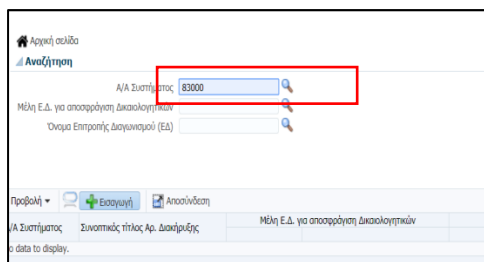 Αρχική σελίδα
Αναζήτηση
Α/Α Συστήματος 83000
Μέλη Ε.Δ. για αποσφράγιση Δικαιολογητικών
Όνομα Επιτροπής Διαγωνισμού (ΕΔ)
Προβολή Εισαγωγή Αποσύνδεση
/Α Συστήματος Συνοπτικός τίτλος Αρ. Διακήρυξης Μέλη Ε.Δ. για αποσφράγιση Δικαιολογητικών
o data to display.